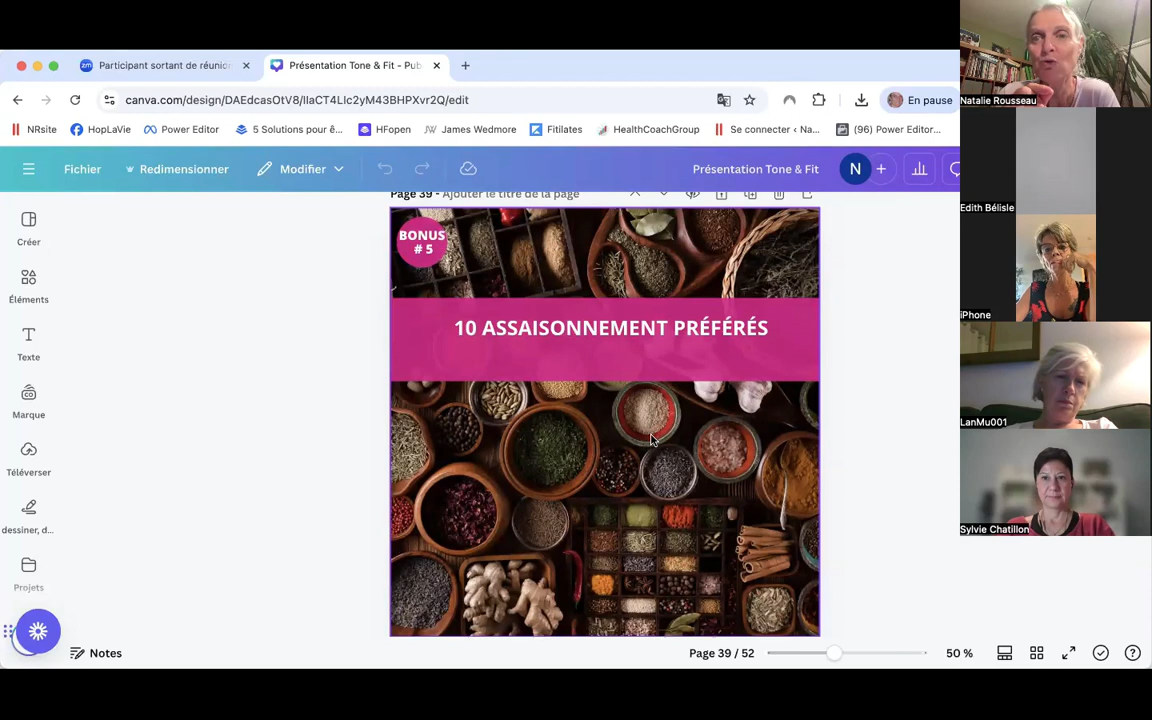 Participant sortant de réunion
Présentation Tone & Fit - Pub
canva.com/design/DAEdcasOtV8/IIaCT4LIc2yM43BHPXvr2Q/edit
En pause
NRsite
HopLaVie
Power Editor
5 Solutions pour ê...
HFopen
James Wedmore
Fitilates
HealthCoachGroup
Se connecter ‹ Na...
(96) Power Editor...
Fichier
Redimensionner
Modifier
Présentation Tone & Fit
N
Page 39 - Ajouter le titre de la page
Créer
Éléments
Texte
Marque
Téléverser
dessiner, d...
Projets
BONUS
# 5
10 ASSAISONNEMENT PRÉFÉRÉS
Notes
Page 39 / 52
50 %
Natalie Rousseau
Edith Bélisle
iPhone
LanMu001
Sylvie Chatillon